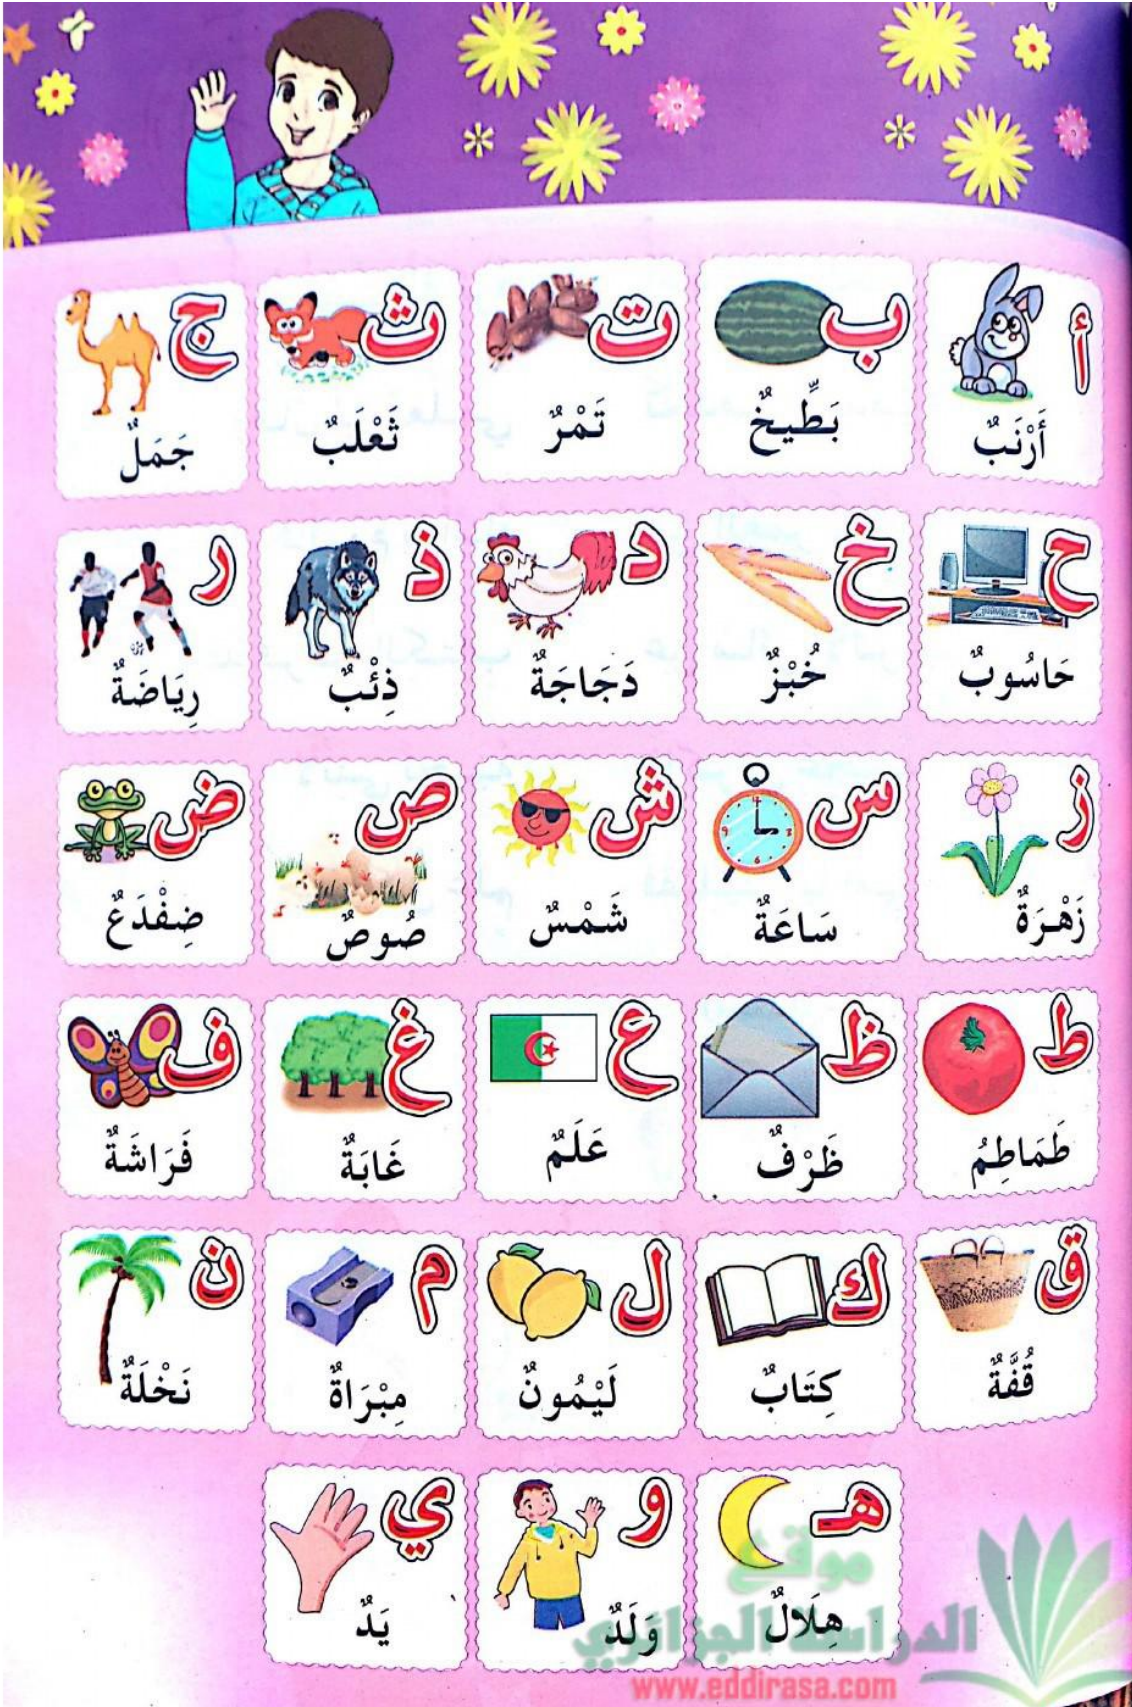 أ ب ت ث ج
أَرْنَبٌ بَطِّيخٌ تَمْرٌ ثَعْلَبٌ جَمَلٌ
ح خ د ذ ر
حَاسُوبٌ خُبْزٌ دَجَاجَةٌ ذِئْبٌ رِيَاضَةٌ
ز س ش ص ض
زَهْرَةٌ سَاعَةٌ شَمْسٌ صُوصٌ ضِفْدَعٌ
ط ظ ع غ ف
طَمَاطِمُ ظَرْفٌ عَلَمٌ غَابَةٌ فَرَاشَةٌ
ق ك ل م ن
قُفَّةٌ كِتَابٌ لَيْمُونٌ مِبْرَاةٌ نَخْلَةٌ
هـ و ي
هِلَالٌ وَلَدٌ يَدٌ
موقع
الدراسة الجزائري
www.eddirasa.com